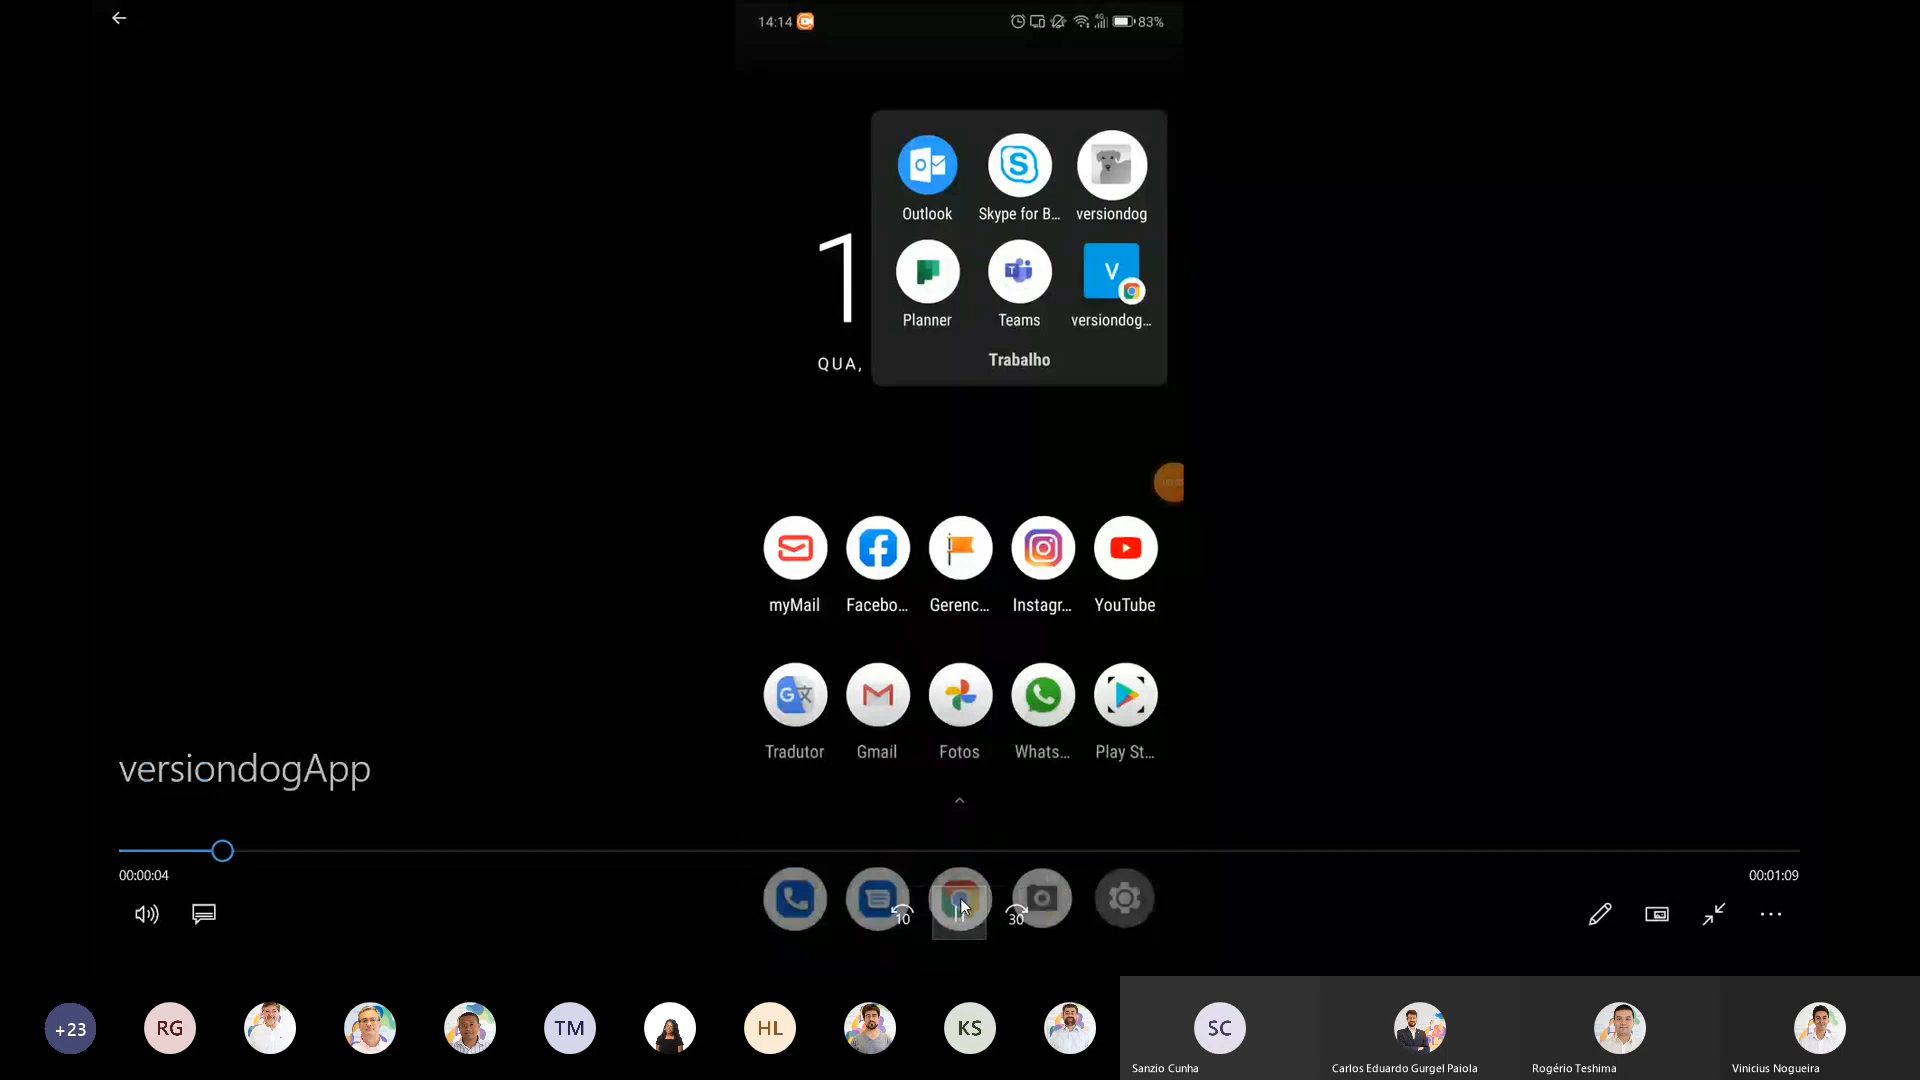 14:14
4G
83%
Outlook
Skype for B...
versiondog
V
Planner
Teams
versiondog...
Trabalho
1
QUA,
myMail
Facebo...
Gerenc...
Instagr...
YouTube
Tradutor
Gmail
Fotos
Whats...
Play St...
versiondogApp
00:00:04
00:01:09
10
30
+23
RG
TM
HL
KS
SC
Sanzio Cunha
Carlos Eduardo Gurgel Paiola
Rogério Teshima
Vinicius Nogueira